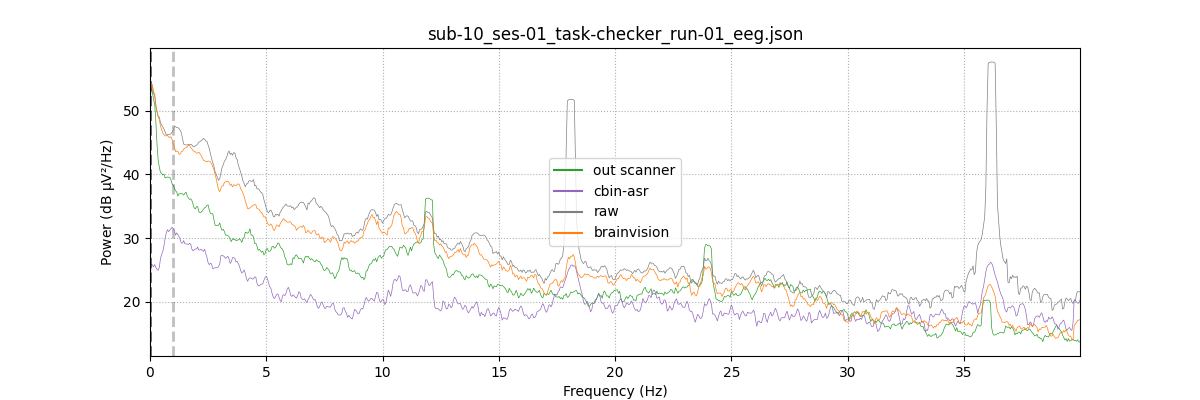 sub-10_ses-01_task-checker_run-01_eeg.json
Power (dB µV²/Hz)
50
40
30
20
out scanner
cbin-asr
raw
brainvision
0 5 10 15 20 25 30 35
Frequency (Hz)